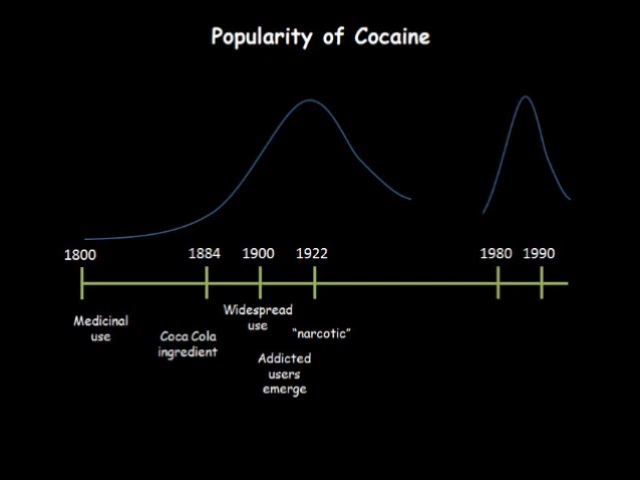 Popularity of Cocaine
1800
1884
1900
1922
1980
1990
Medicinal
use
Coca Cola
ingredient
Widespread
use
"narcotic"
Addicted
users
emerge